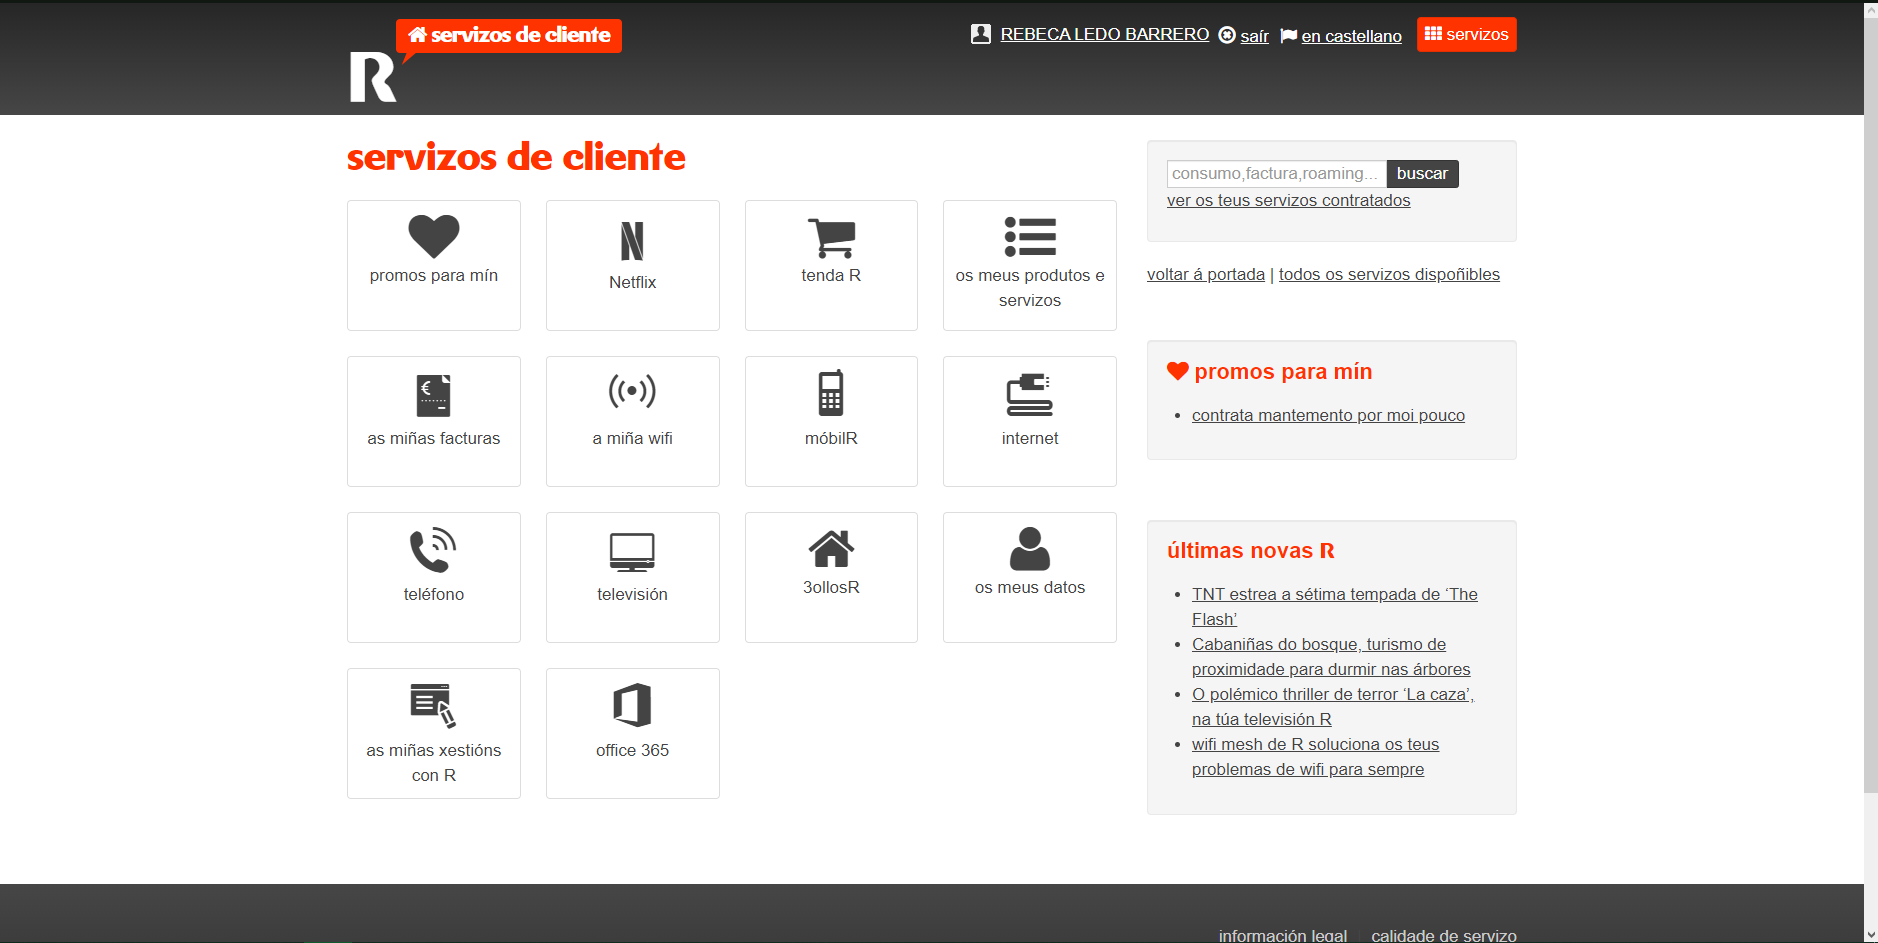 servizos de cliente
REBECA LEDO BARRERO saír en castellano servizos
R
servizos de cliente
promos para mín
Netflix
tenda R
os meus produtos e
servizos
as miñas facturas
a miña wifi
móbilR
internet
teléfono
televisión
3ollosR
os meus datos
as miñas xestións
con R
office 365
consumo,factura,roaming... buscar
ver os teus servizos contratados
voltar á portada | todos os servizos dispoñibles
promos para mín
contrata mantemento por moi pouco
últimas novas R
TNT estrea a sétima tempada de ‘The
Flash’
Cabaniñas do bosque, turismo de
proximidade para durmir nas árbores
O polémico thriller de terror ‘La caza’,
na túa televisión R
wifi mesh de R soluciona os teus
problemas de wifi para sempre
información legal calidade de servizo